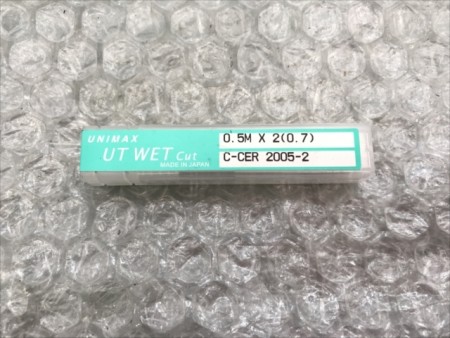 UNIMAX
UT WET Cut
MADE IN JAPAN
0.5M X 2(0.7)
C-CER 2005-2